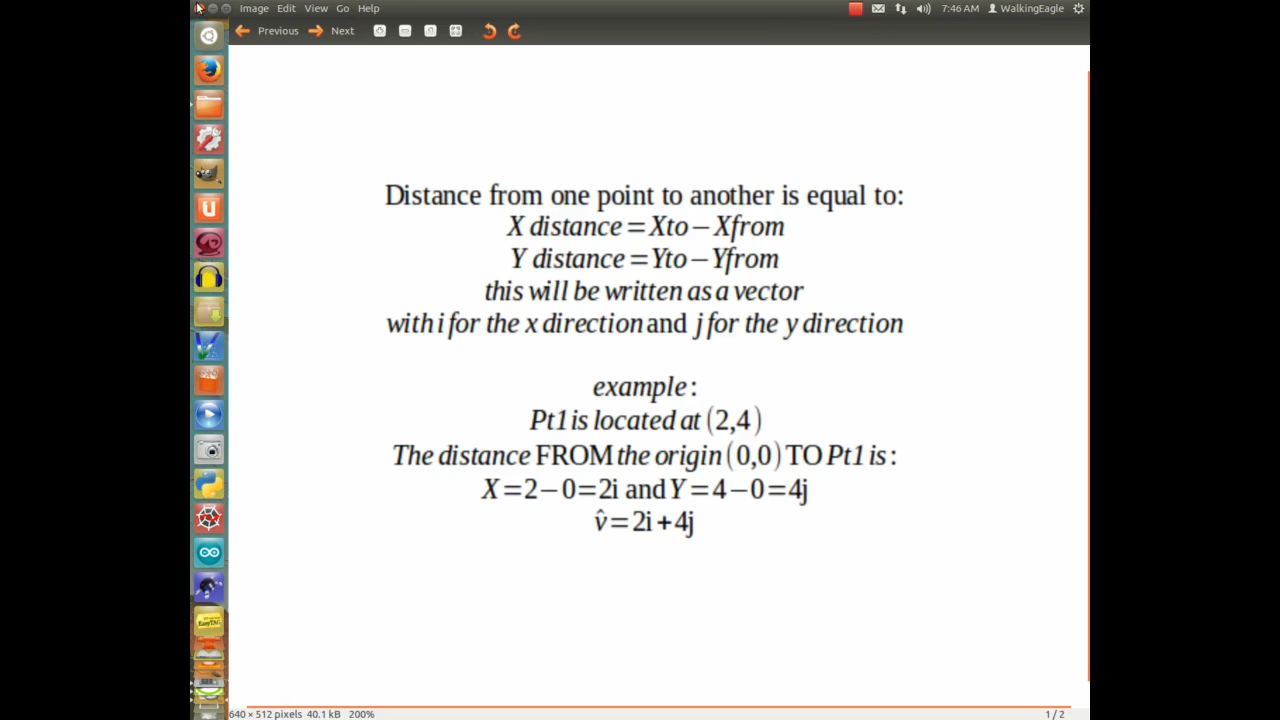 Image Edit View Go Help 7:46 AM WalkingEagle
Previous Next
Distance from one point to another is equal to:
X distance=Xto−Xfrom
Y distance=Yto−Yfrom
this will be written as a vector
with i for the x direction and j for the y direction
example:
Pt1 is located at (2,4)
The distance FROM the origin (0,0) TO Pt1 is:
X=2−0=2i and Y=4−0=4j
v̂=2i+4j
EasyTAG
640 × 512 pixels 40.1 kB 200% 1 / 2